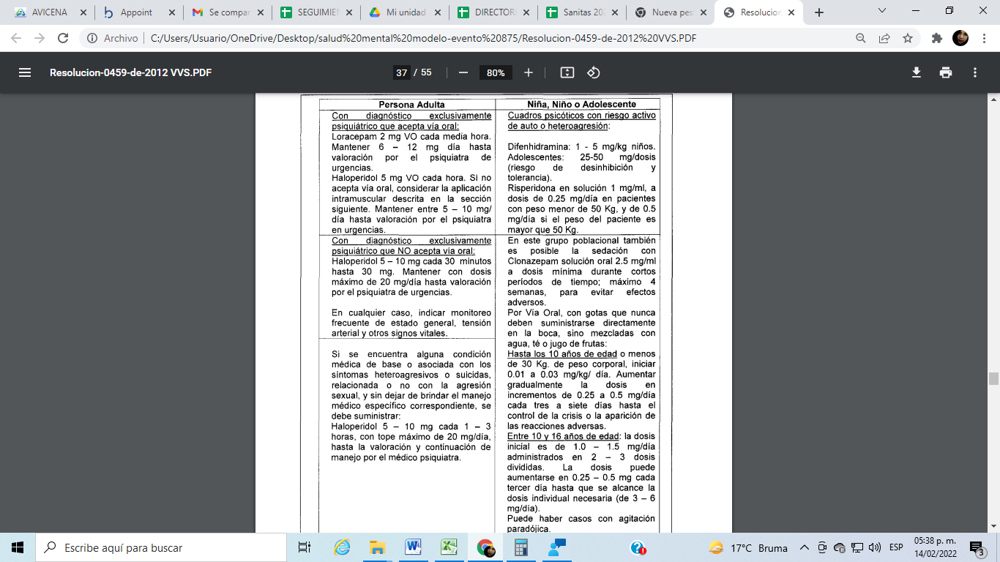 AVICENA
Appoint
Se compar
SEGUIMIEN
Mi unidad
DIRECTORI
Sanitas 202
Nueva pes
Resolucion
Archivo
C:/Users/Usuario/OneDrive/Desktop/salud%20mental%20modelo-evento%20875/Resolucion-0459-de-2012%20VVS.PDF
Resolucion-0459-de-2012 VVS.PDF
37 / 55
80%
Persona Adulta
Con diagnóstico exclusivamente
psiquiátrico que acepta vía oral:
Loracepam 2 mg VO cada media hora.
Mantener 6 – 12 mg día hasta
valoración por el psiquiatra de
urgencias.
Haloperidol 5 mg VO cada hora. Si no
acepta vía oral, considerar la aplicación
intramuscular descrita en la sección
siguiente. Mantener entre 5 – 10 mg/
día hasta valoración por el psiquiatra
en urgencias.
Con diagnóstico exclusivamente
psiquiátrico que NO acepta vía oral:
Haloperidol 5 – 10 mg cada 30 minutos
hasta 30 mg. Mantener con dosis
máximo de 20 mg/día hasta valoración
por el psiquiatra de urgencias.
En cualquier caso, indicar monitoreo
frecuente de estado general, tensión
arterial y otros signos vitales.
Si se encuentra alguna condición
médica de base o asociada con los
síntomas heteroagresivos o suicidas,
relacionada o no con la agresión
sexual, y sin dejar de brindar el manejo
médico específico correspondiente, se
debe suministrar:
Haloperidol 5 – 10 mg cada 1 – 3
horas, con tope máximo de 20 mg/día,
hasta la valoración y continuación de
manejo por el médico psiquiatra.
Niña, Niño o Adolescente
Cuadros psicóticos con riesgo activo
de auto o heteroagresión:
Difenhidramina: 1 - 5 mg/kg niños.
Adolescentes: 25-50 mg/dosis
(riesgo de desinhibición y
tolerancia).
Risperidona en solución 1 mg/ml, a
dosis de 0.25 mg/día en pacientes
con peso menor de 50 Kg, y de 0.5
mg/día si el peso del paciente es
mayor que 50 Kg.
En este grupo poblacional también
es posible la sedación con
Clonazepam solución oral 2.5 mg/ml
a dosis mínima durante cortos
períodos de tiempo; máximo 4
semanas, para evitar efectos
adversos.
Por Vía Oral, con gotas que nunca
deben suministrarse directamente
en la boca, sino mezcladas con
agua, té o jugo de frutas:
Hasta los 10 años de edad o menos
de 30 Kg. de peso corporal, iniciar
0.01 a 0.03 mg/kg/ día. Aumentar
gradualmente la dosis en
incrementos de 0.25 a 0.5 mg/día
cada tres a siete días hasta el
control de la crisis o la aparición de
las reacciones adversas.
Entre 10 y 16 años de edad: la dosis
inicial es de 1.0 – 1.5 mg/día
administrados en 2 – 3 dosis
divididas. La dosis puede
aumentarse en 0.25 – 0.5 mg cada
tercer día hasta que se alcance la
dosis individual necesaria (de 3 – 6
mg/día).
Puede haber casos con agitación
paradójica.
Escribe aquí para buscar
17°C Bruma
ESP
05:38 p. m.
14/02/2022
3